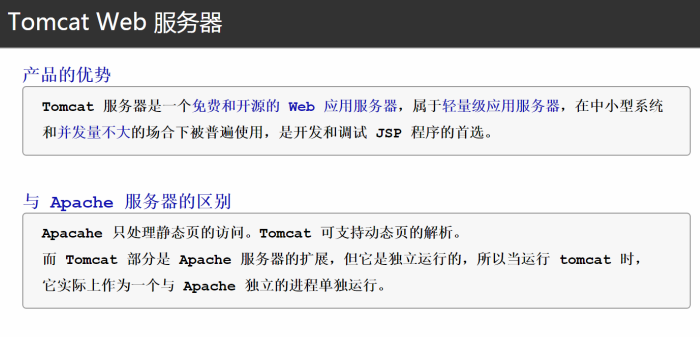 Tomcat Web 服务器
产品的优势
Tomcat 服务器是一个免费和开源的 Web 应用服务器，属于轻量级应用服务器，在中小型系统
和并发量不大的场合下被普遍使用，是开发和调试 JSP 程序的首选。
与 Apache 服务器的区别
Apacahe 只处理静态页的访问。Tomcat 可支持动态页的解析。
而 Tomcat 部分是 Apache 服务器的扩展，但它是独立运行的，所以当运行 tomcat 时，
它实际上作为一个与 Apache 独立的进程单独运行。